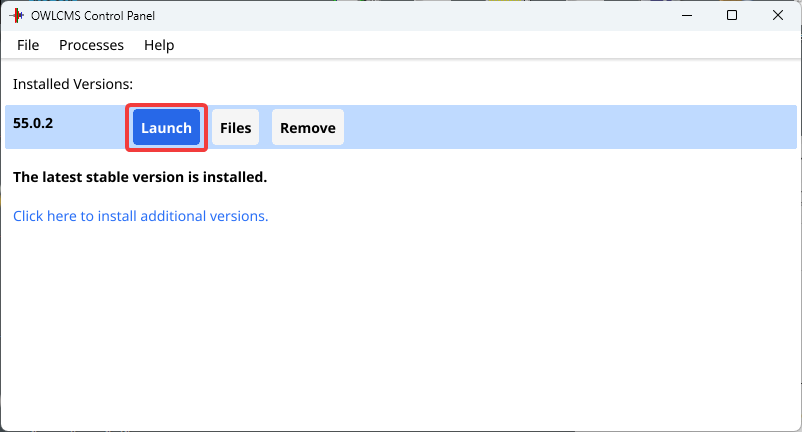 OWLCMS Control Panel
File Processes Help
Installed Versions:
55.0.2 Launch Files Remove
The latest stable version is installed.
Click here to install additional versions.